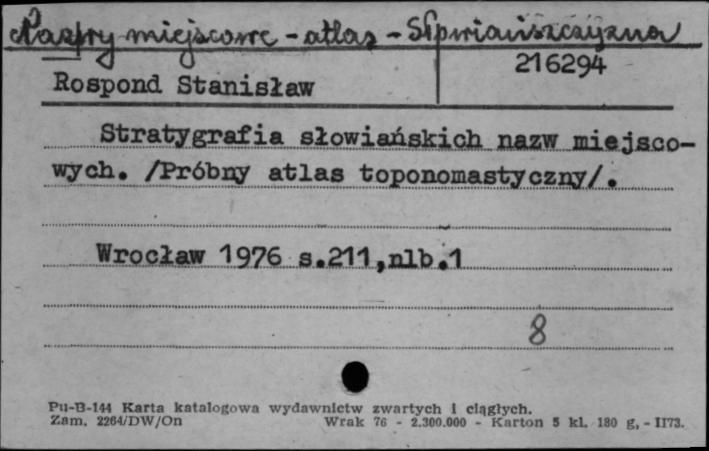 Nazwy miejscowe - atlas - Słowiańszczyzna
216294
Rospond Stanisław
Stratygrafia słowiańskich nazw miejsco-
wych. /Próbny atlas toponomastyczny/.
Wrocław 1976 s.211,nlb.1
8
Pu-B-144 Karta katalogowa wydawnictw zwartych i ciągłych.
Zam. 2264/DW/On Wrak 76 - 2.300.000 - Karton 5 kl. 180 g, - II73.